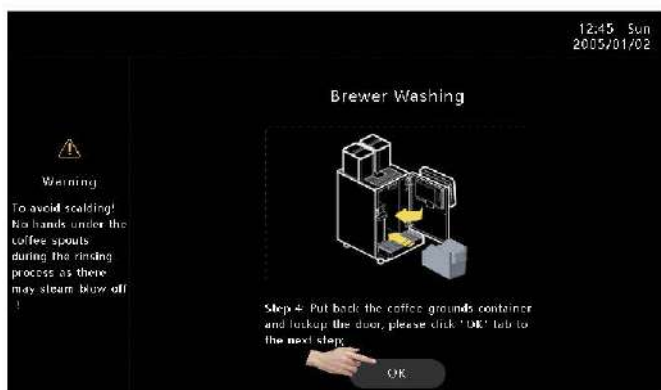 12:45 Sun
2005/01/02
Brewer Washing
Warning
To avoid scalding!
No hands under the
coffee spouts
during the rinsing
process as there
may steam blow off
!
Step 4: Put back the coffee grounds container
and lockup the door, please click "OK" tab to
the next step;
OK